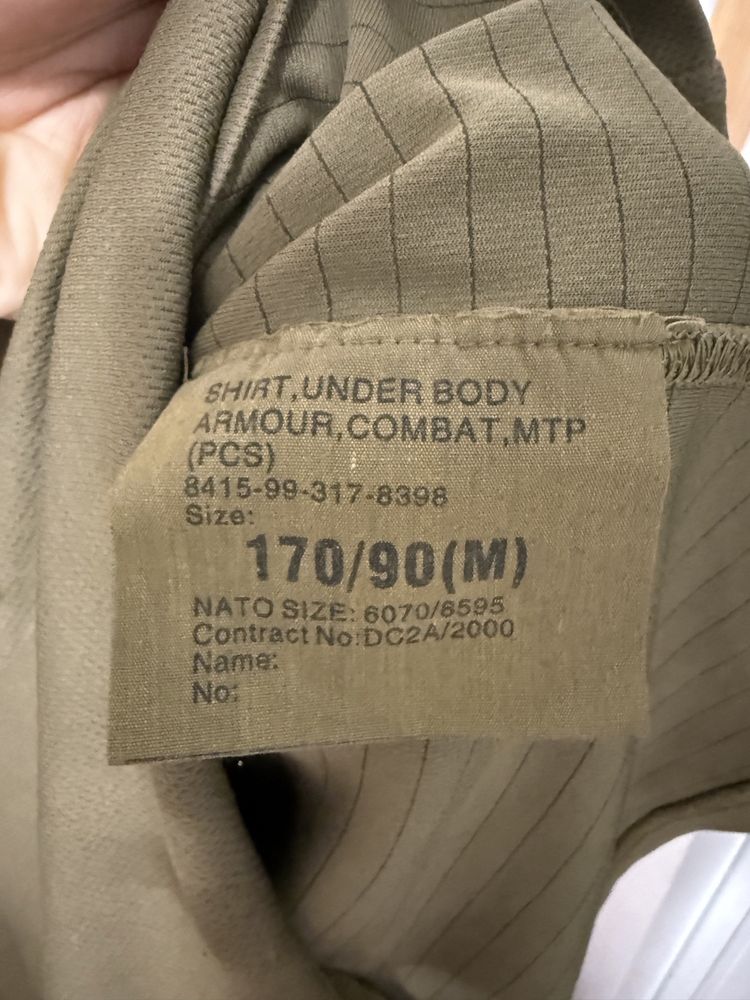 SHIRT,UNDER BODY
ARMOUR,COMBAT,MTP
(PCS)
8415-99-317-8398
Size:
170/90(M)
NATO SIZE: 6070/8595
Contract No:DC2A/2000
Name:
No: